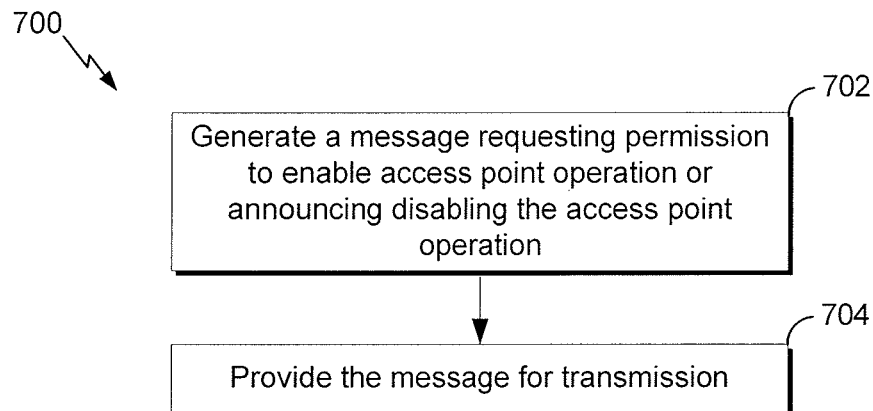 700
702
Generate a message requesting permission
to enable access point operation or
announcing disabling the access point
operation
704
Provide the message for transmission